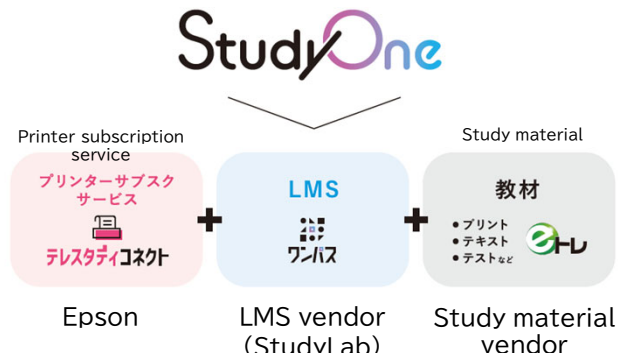 StudyOne
Printer subscription
service
プリンターサブスク
サービス
テレスタディコネクト
+
LMS
ワンパス
+
Study material
教材
•プリント
•テキスト
•テストなど
eトレ
Epson
LMS vendor
(StudyLab)
Study material
vendor